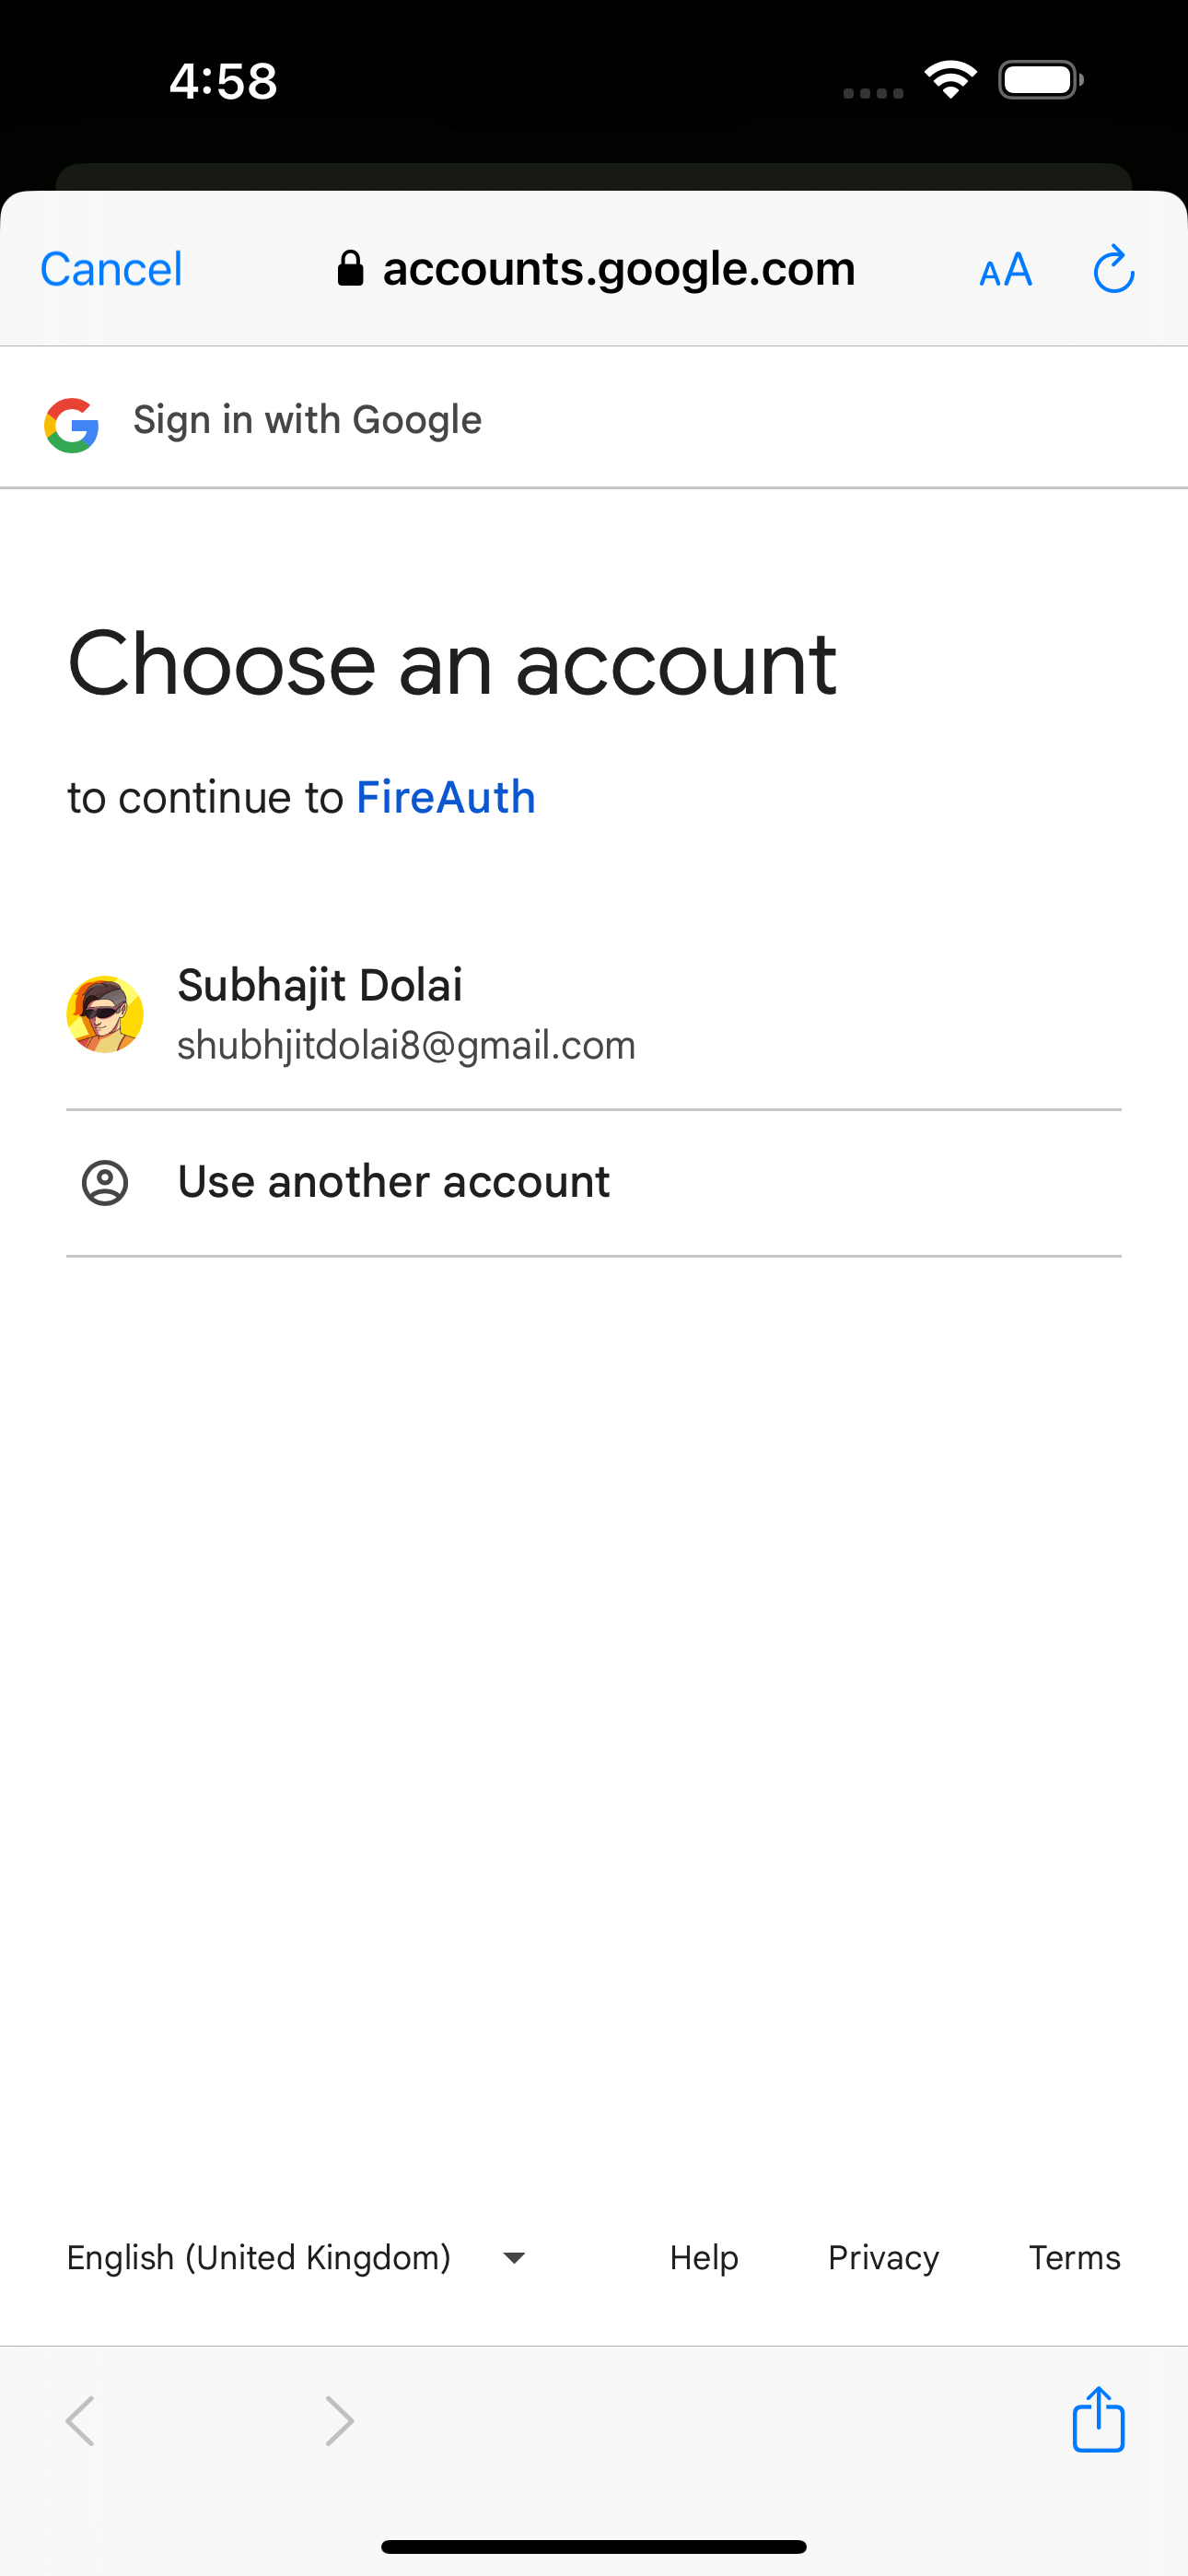 4:58
Cancel
accounts.google.com
AA
Sign in with Google
Choose an account
to continue to FireAuth
Subhajit Dolai
shubhjitdolai8@gmail.com
Use another account
English (United Kingdom)
Help
Privacy
Terms